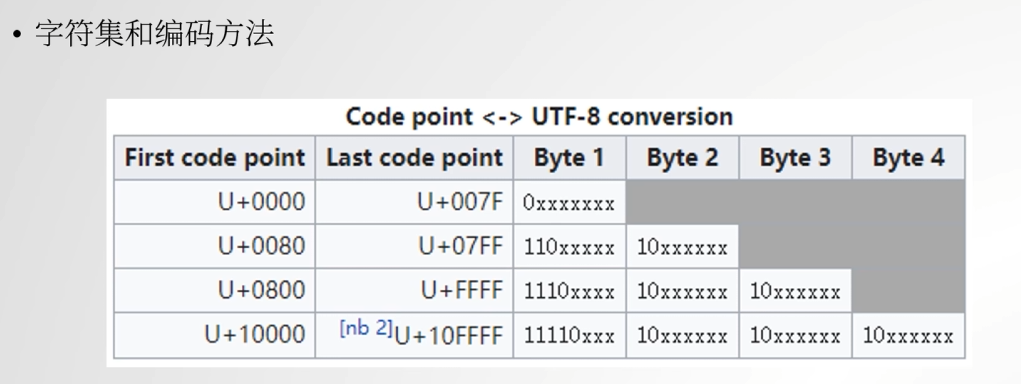 • 字符集和编码方法
Code point <-> UTF-8 conversion
First code point Last code point Byte 1 Byte 2 Byte 3 Byte 4
U+0000 U+007F 0xxxxxxx
U+0080 U+07FF 110xxxxx 10xxxxxx
U+0800 U+FFFF 1110xxxx 10xxxxxx 10xxxxxx
U+10000 [nb 2]U+10FFFF 11110xxx 10xxxxxx 10xxxxxx 10xxxxxx